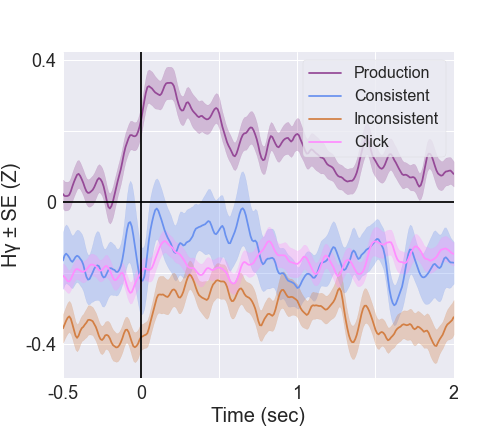 Hγ ± SE (Z)
0.4
0
-0.4
Production
Consistent
Inconsistent
Click
-0.5 0 1 2
Time (sec)